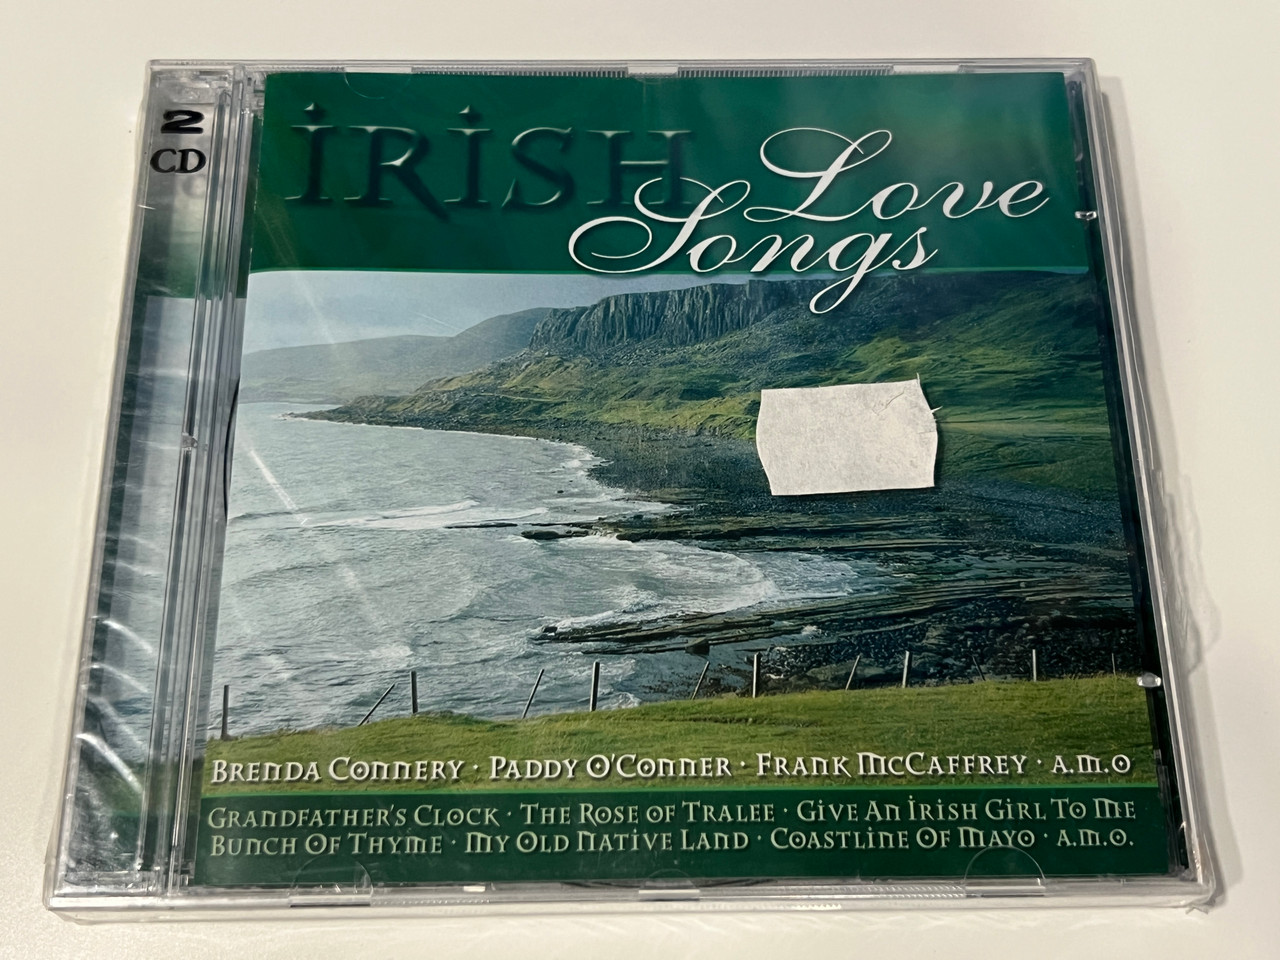 2
CD
IRISH
Love
Songs
BRENDA CONNERY · PADDY O'CONNER · FRANK MCCAFFREY · A.M.O
GRANDFATHER'S CLOCK · THE ROSE OF TRALEE · GIVE AN IRISH GIRL TO ME
BUNCH OF THYME · MY OLD NATIVE LAND · COASTLINE OF MAYO · A.M.O.